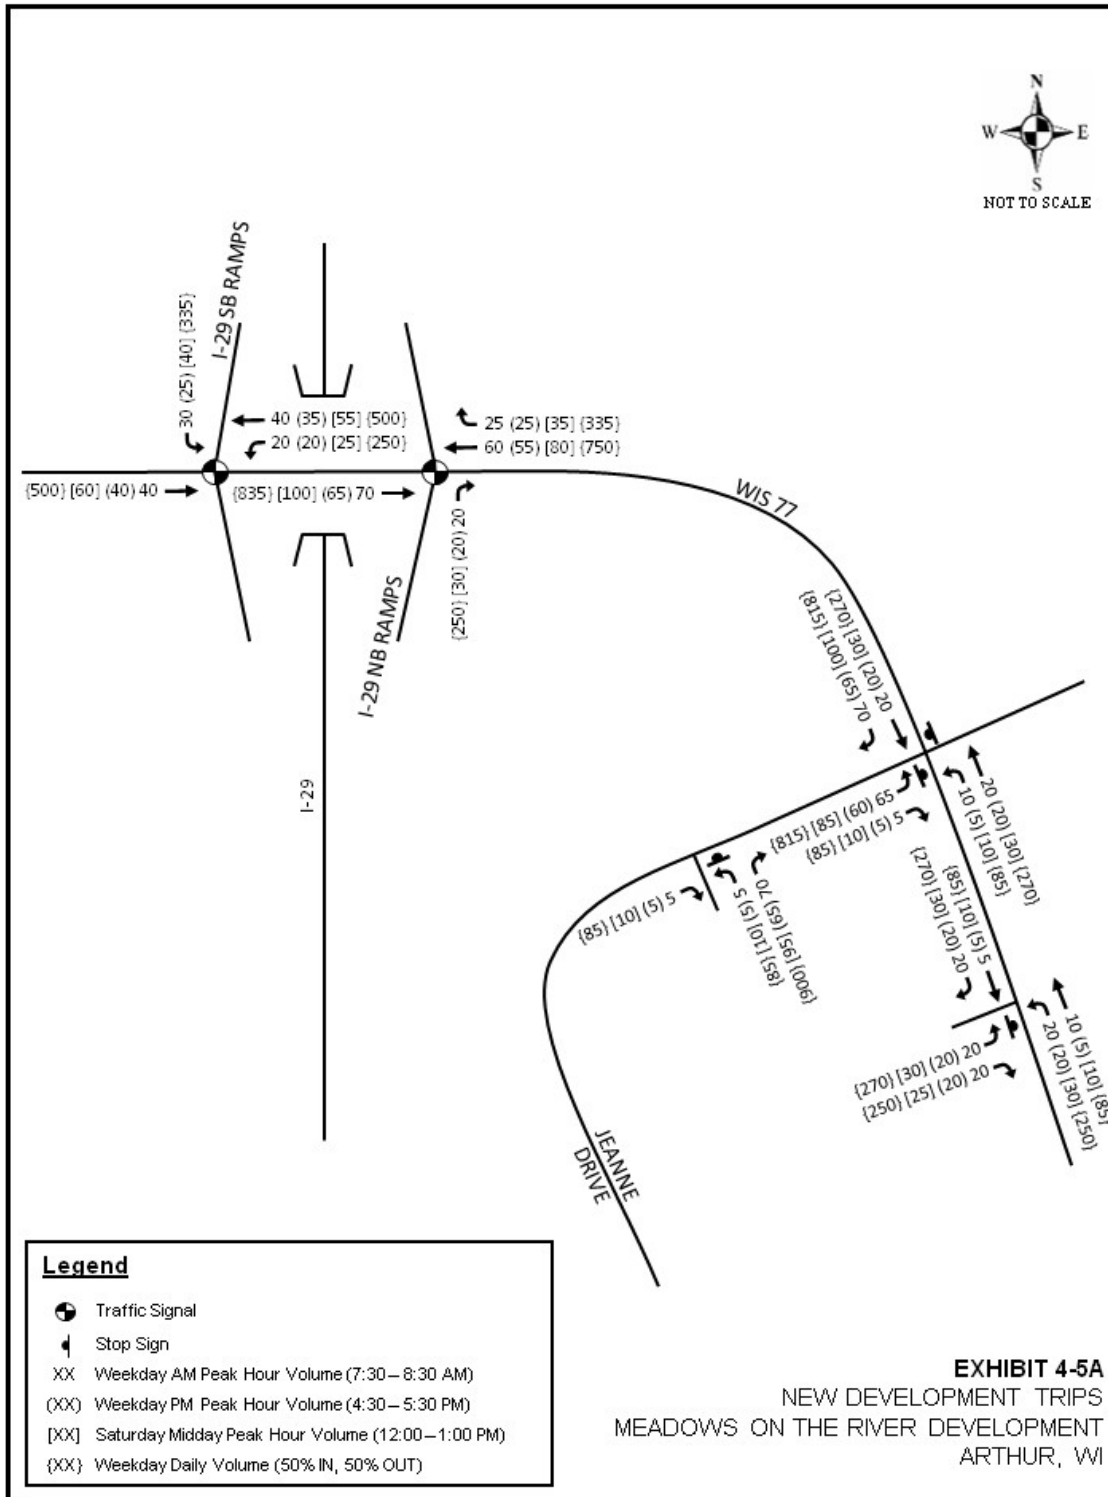 N
W E
S
NOT TO SCALE
I-29 SB RAMPS
30 (25) [40] {335}
40 (35) [55] {500}
20 (20) [25] {250}
25 (25) [35] {335}
60 (55) [80] {750}
{500} [60] (40) 40
{835} [100] (65) 70
{250} [30] (20) 20
WIS 77
I-29 NB RAMPS
I-29
{270} [30] (20) 20
{815} [100] (65) 70
{815} [85] (60) 65
{85} [10] (5) 5
20 (20) [30] {270}
10 (5) [10] {85}
{85} [10] (5) 5
70 (65) [95] {900}
5 (5) [10] {85}
{85} [10] (5) 5
{270} [30] (20) 20
{270} [30] (20) 20
{250} [25] (20) 20
10 (5) [10] {85}
20 (20) [30] {250}
JEANNE
DRIVE
Legend
Traffic Signal
Stop Sign
XX Weekday AM Peak Hour Volume (7:30 – 8:30 AM)
(XX) Weekday PM Peak Hour Volume (4:30 – 5:30 PM)
[XX] Saturday Midday Peak Hour Volume (12:00 – 1:00 PM)
{XX} Weekday Daily Volume (50% IN, 50% OUT)
EXHIBIT 4-5A
NEW DEVELOPMENT TRIPS
MEADOWS ON THE RIVER DEVELOPMENT
ARTHUR, WI